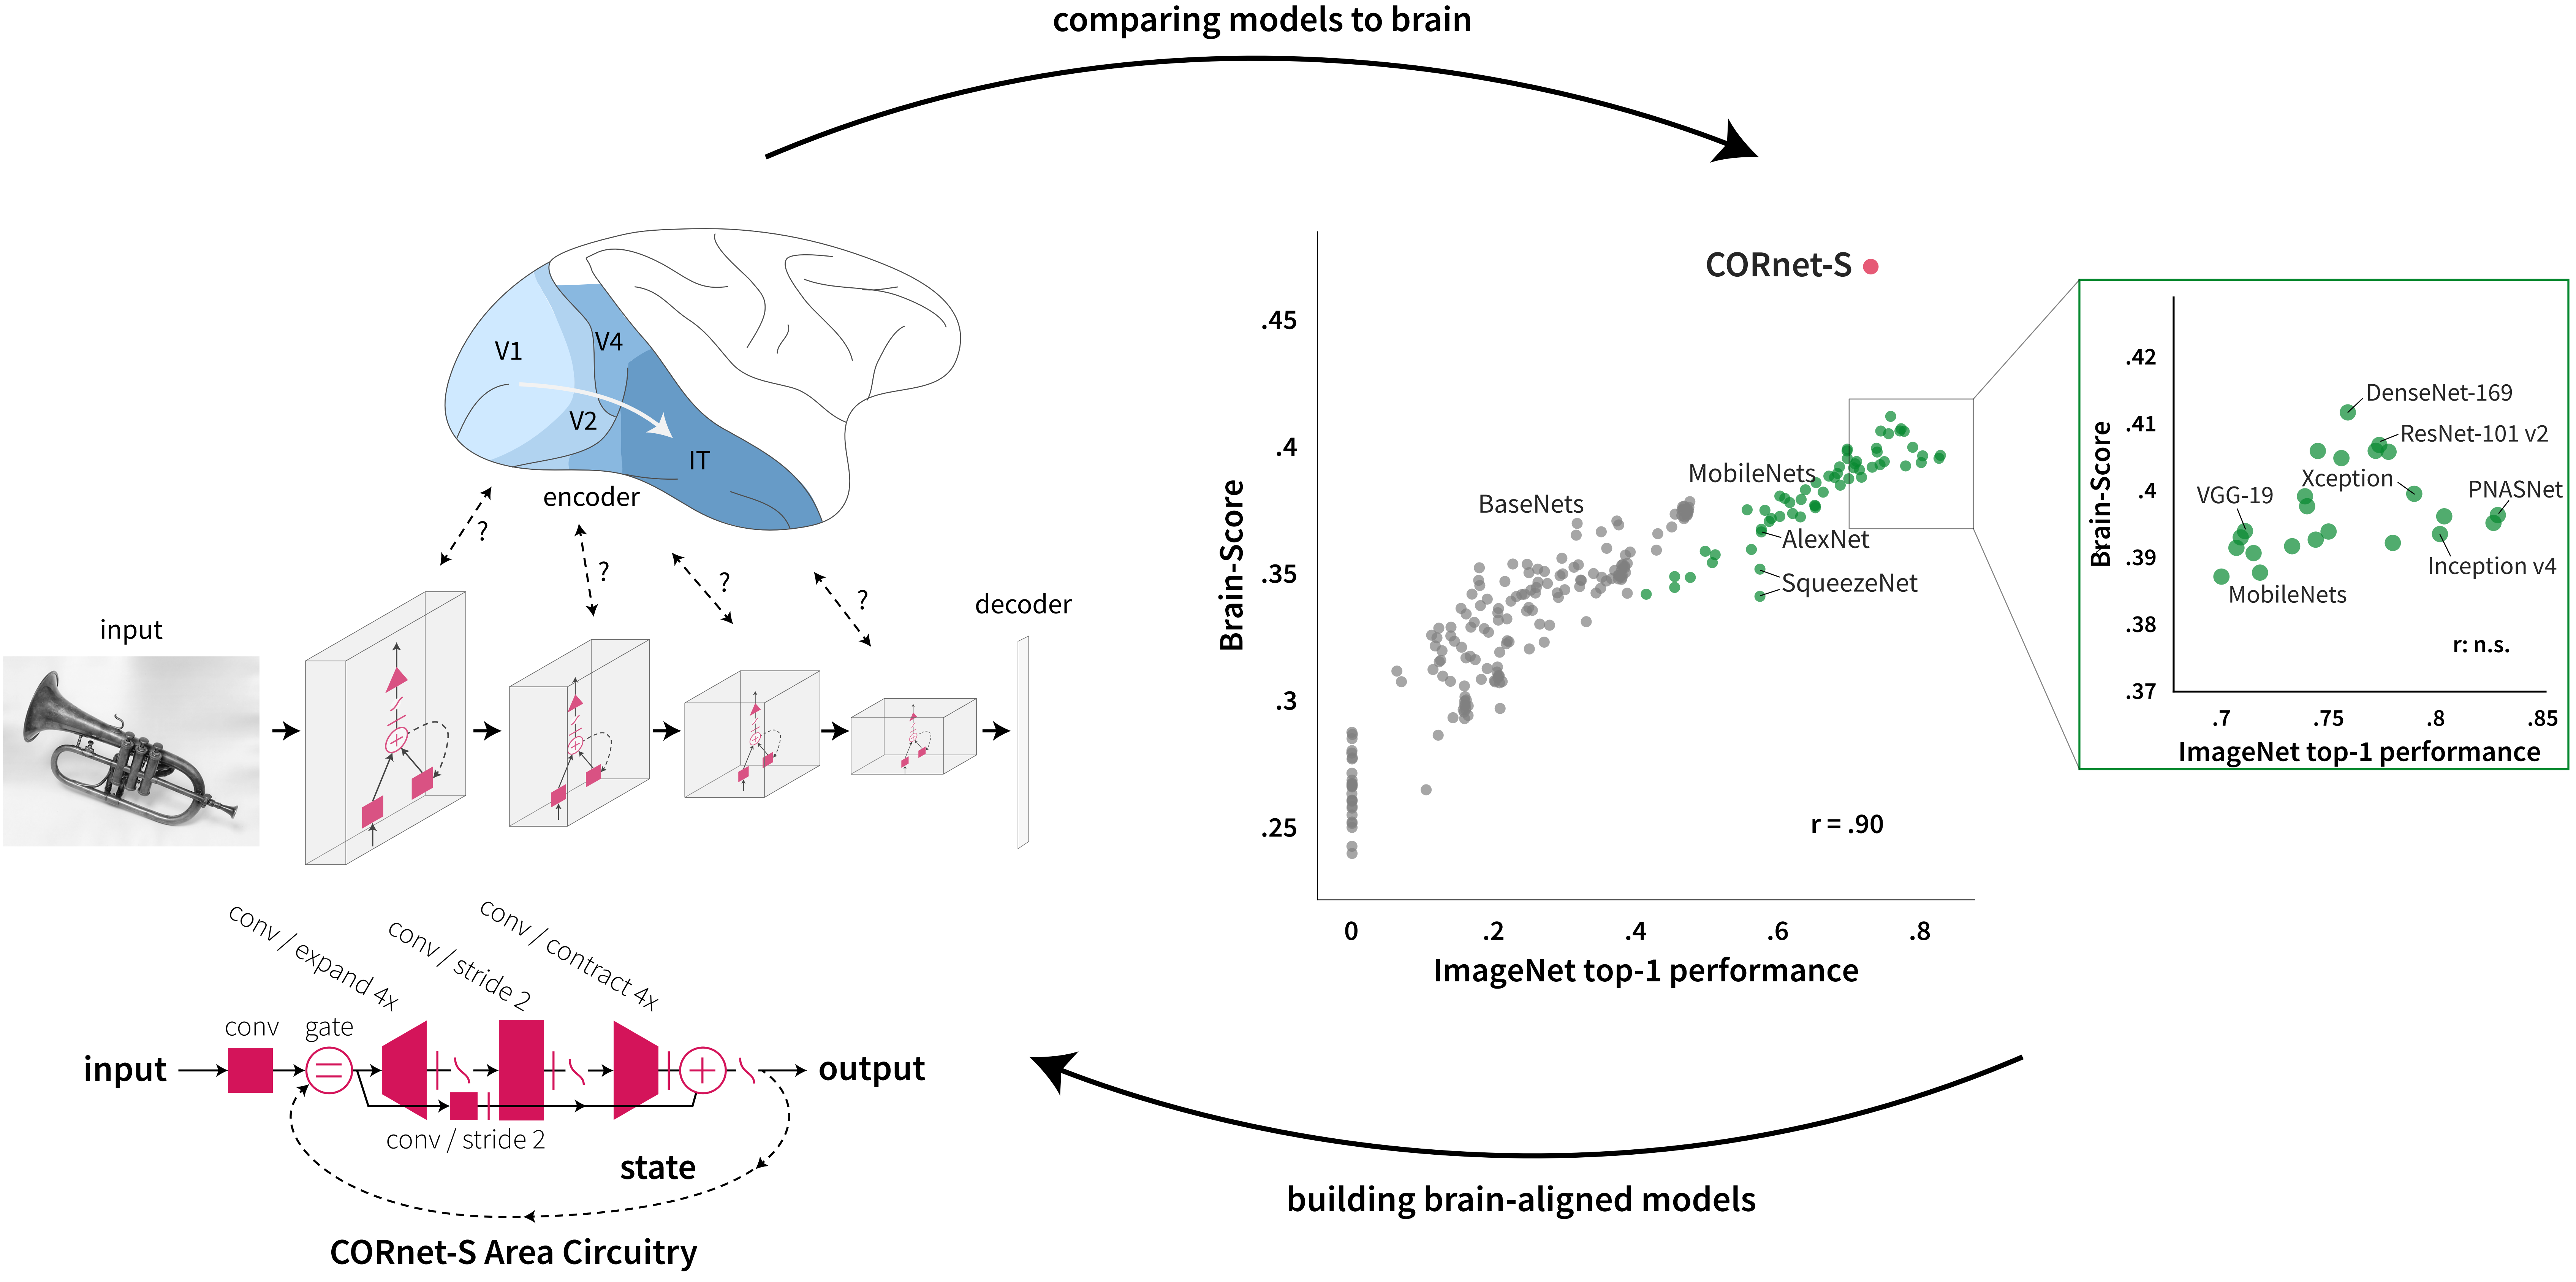 comparing models to brain
V1
V4
V2
IT
encoder
?
?
?
?
decoder
input
conv / expand 4x
conv / stride 2
conv / contract 4x
conv
gate
input
output
conv / stride 2
state
CORnet-S Area Circuitry
CORnet-S
.45
.4
.35
.3
.25
Brain-Score
BaseNets
MobileNets
AlexNet
SqueezeNet
r = .90
0 .2 .4 .6 .8
ImageNet top-1 performance
.42
.41
.4
.39
.38
.37
Brain-Score
DenseNet-169
ResNet-101 v2
Xception
PNASNet
VGG-19
Inception v4
MobileNets
r: n.s.
.7 .75 .8 .85
ImageNet top-1 performance
building brain-aligned models